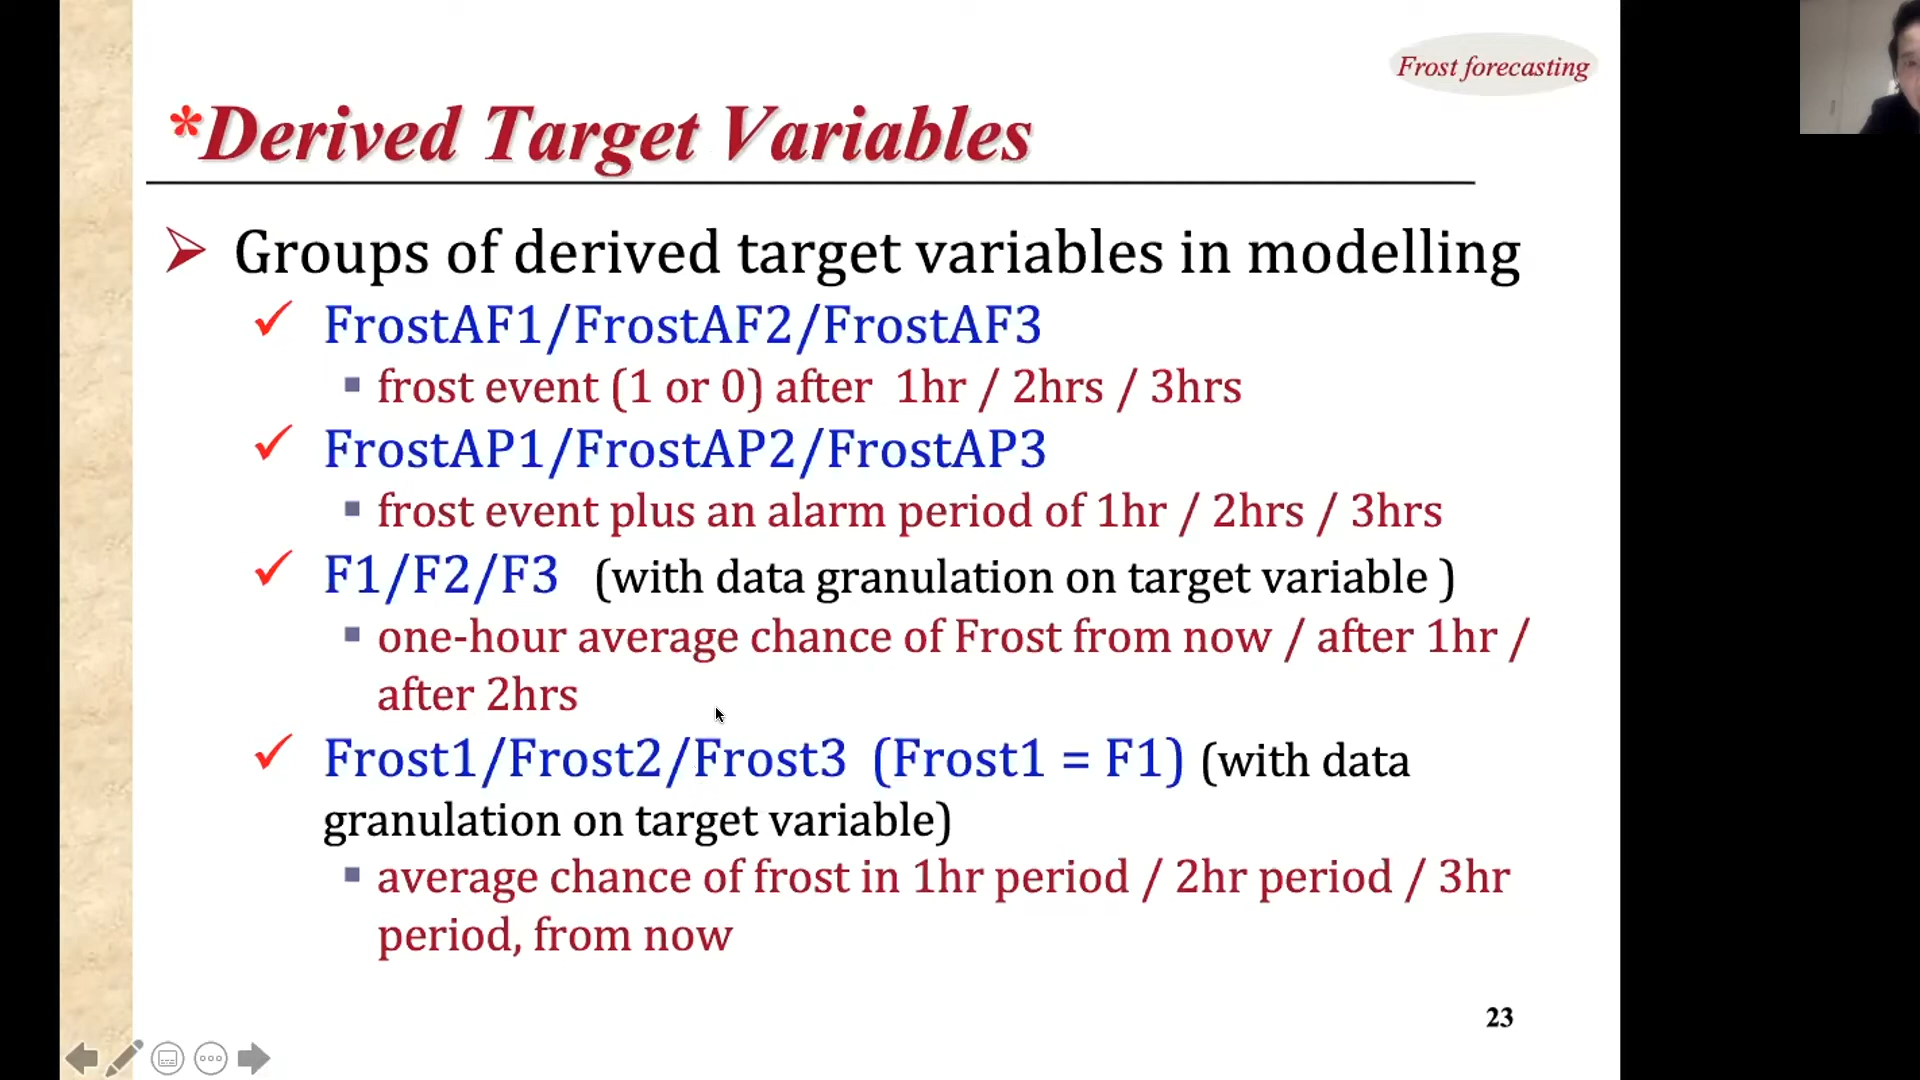 Frost forecasting
*Derived Target Variables
Groups of derived target variables in modelling
FrostAF1/FrostAF2/FrostAF3
frost event (1 or 0) after 1hr / 2hrs / 3hrs
FrostAP1/FrostAP2/FrostAP3
frost event plus an alarm period of 1hr / 2hrs / 3hrs
F1/F2/F3 (with data granulation on target variable )
one-hour average chance of Frost from now / after 1hr /
after 2hrs
Frost1/Frost2/Frost3 (Frost1 = F1) (with data
granulation on target variable)
average chance of frost in 1hr period / 2hr period / 3hr
period, from now
23